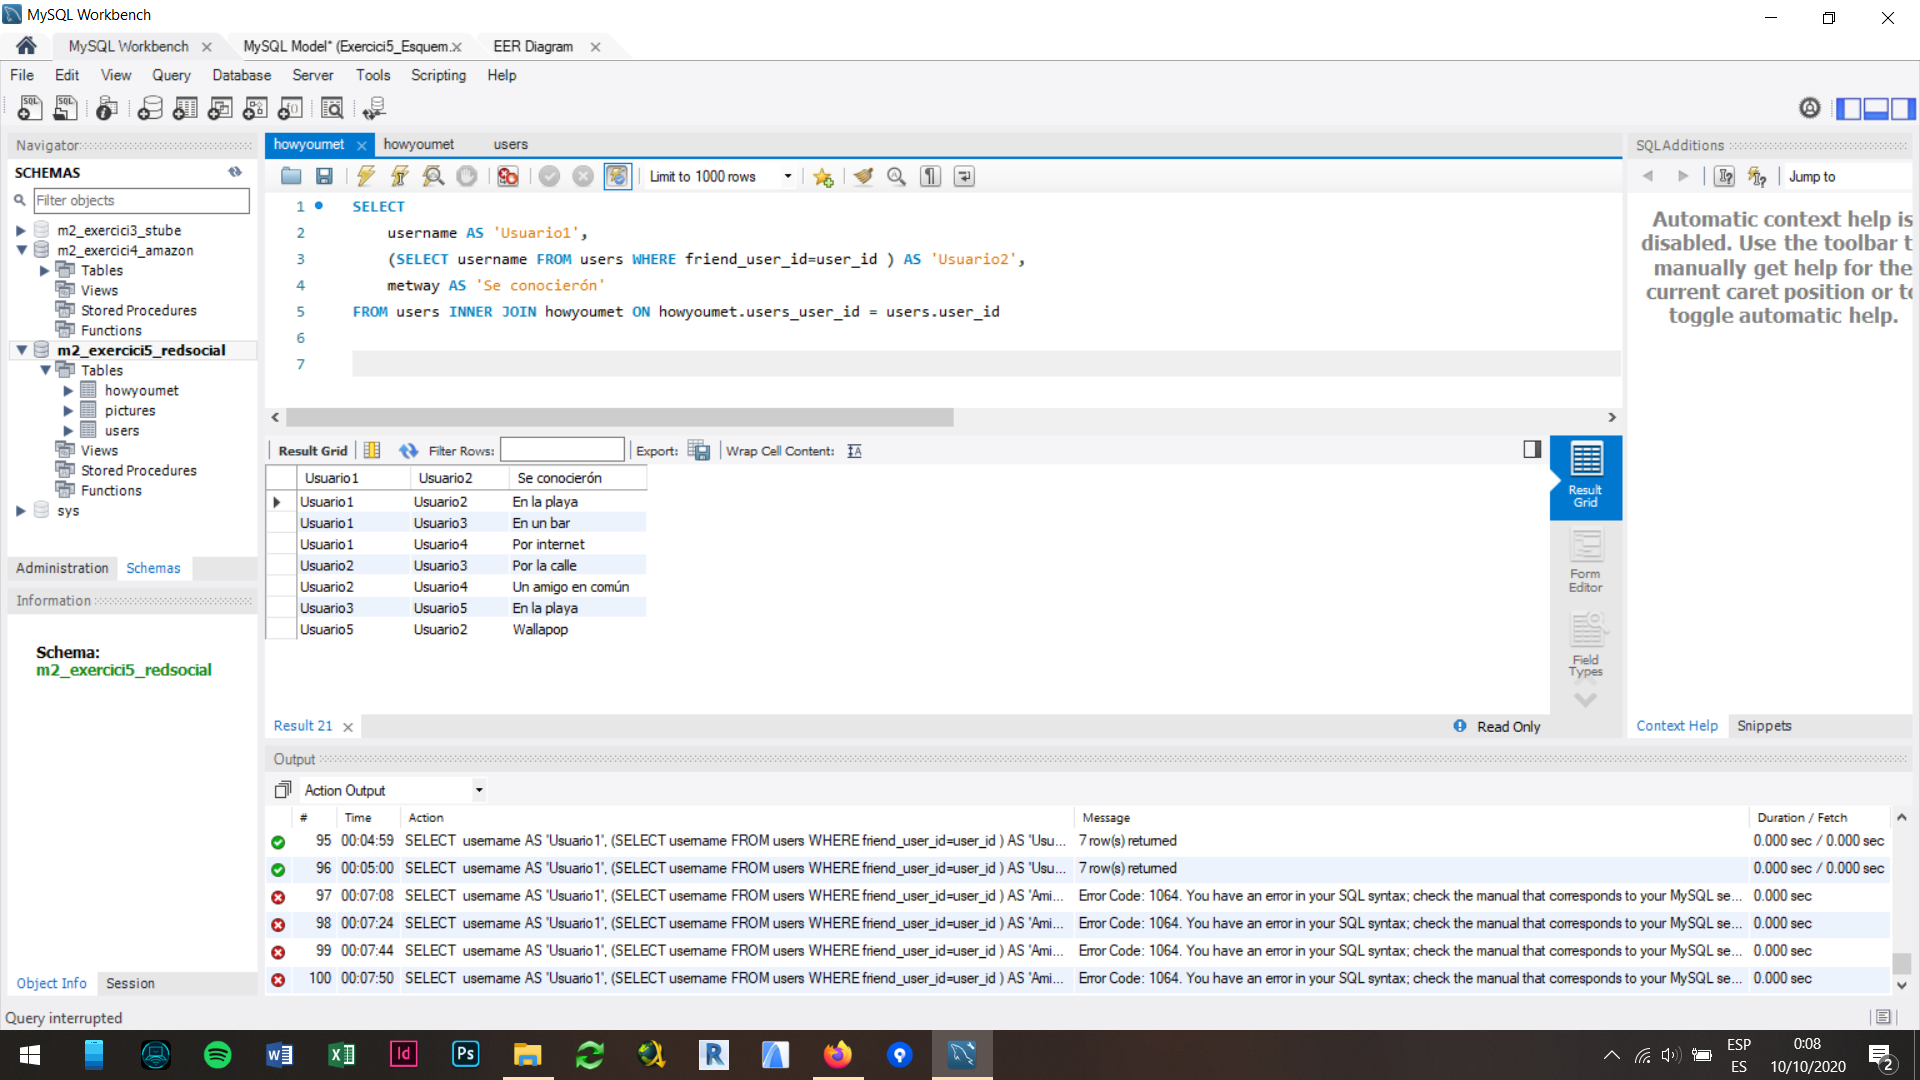 MySQL Workbench
MySQL Workbench
MySQL Model* (Exercici5_Esquem...
EER Diagram
File Edit View Query Database Server Tools Scripting Help
Navigator
SCHEMAS
Filter objects
m2_exercici3_stube
m2_exercici4_amazon
Tables
Views
Stored Procedures
Functions
m2_exercici5_redsocial
Tables
howyoumet
pictures
users
Views
Stored Procedures
Functions
sys
Administration Schemas
Information
Schema:
m2_exercici5_redsocial
Object Info Session
howyoumet howyoumet users
Limit to 1000 rows
1 SELECT
2 username AS 'Usuario1',
3 (SELECT username FROM users WHERE friend_user_id=user_id ) AS 'Usuario2',
4 metway AS 'Se conocierón'
5 FROM users INNER JOIN howyoumet ON howyoumet.users_user_id = users.user_id
6
7
Result Grid Filter Rows: Export: Wrap Cell Content:
Usuario1 Usuario2 Se conocierón
Usuario1 Usuario2 En la playa
Usuario1 Usuario3 En un bar
Usuario1 Usuario4 Por internet
Usuario2 Usuario3 Por la calle
Usuario2 Usuario4 Un amigo en común
Usuario3 Usuario5 En la playa
Usuario5 Usuario2 Wallapop
Result Grid
Form Editor
Field Types
Result 21
Read Only
SQLAdditions
Jump to
Automatic context help is
disabled. Use the toolbar t
manually get help for the
current caret position or to
toggle automatic help.
Context Help Snippets
Output
Action Output
# Time Action Message Duration / Fetch
95 00:04:59 SELECT username AS 'Usuario1', (SELECT username FROM users WHERE friend_user_id=user_id ) AS 'Usu... 7 row(s) returned 0.000 sec / 0.000 sec
96 00:05:00 SELECT username AS 'Usuario1', (SELECT username FROM users WHERE friend_user_id=user_id ) AS 'Usu... 7 row(s) returned 0.000 sec / 0.000 sec
97 00:07:08 SELECT username AS 'Usuario1', (SELECT username FROM users WHERE friend_user_id=user_id ) AS 'Ami... Error Code: 1064. You have an error in your SQL syntax; check the manual that corresponds to your MySQL se... 0.000 sec
98 00:07:24 SELECT username AS 'Usuario1', (SELECT username FROM users WHERE friend_user_id=user_id ) AS 'Ami... Error Code: 1064. You have an error in your SQL syntax; check the manual that corresponds to your MySQL se... 0.000 sec
99 00:07:44 SELECT username AS 'Usuario1', (SELECT username FROM users WHERE friend_user_id=user_id ) AS 'Ami... Error Code: 1064. You have an error in your SQL syntax; check the manual that corresponds to your MySQL se... 0.000 sec
100 00:07:50 SELECT username AS 'Usuario1', (SELECT username FROM users WHERE friend_user_id=user_id ) AS 'Ami... Error Code: 1064. You have an error in your SQL syntax; check the manual that corresponds to your MySQL se... 0.000 sec
Query interrupted
ESP
ES
0:08
10/10/2020
2